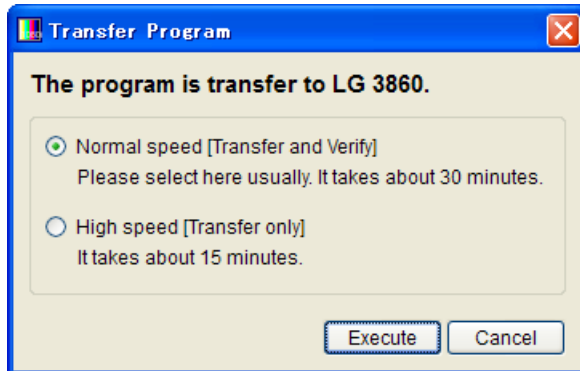 Transfer Program
The program is transfer to LG 3860.
Normal speed [Transfer and Verify]
Please select here usually. It takes about 30 minutes.
High speed [Transfer only]
It takes about 15 minutes.
Execute Cancel